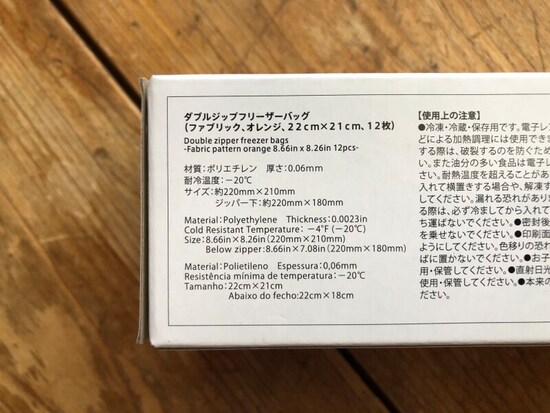 ダブルジップフリーザーバッグ
(ファブリック、オレンジ、22cm×21cm、12枚)
Double zipper freezer bags
-Fabric pattern orange 8.66in x 8.26in 12pcs-
材質：ポリエチレン　厚さ：0.06mm
耐冷温度：−20℃
サイズ：約220mm×210mm
ジッパー下：約220mm×180mm
Material:Polyethylene　Thickness:0.0023in
Cold Resistant Temperature: −4°F (−20℃)
Size:8.66in×8.26in(220mm×210mm)
Below zipper:8.66in×7.08in(220mm×180mm)
Material:Polietileno　Espessura:0,06mm
Resistência mínima de temperatura:−20℃
Tamanho:22cm×21cm
Abaixo do fecho:22cm×18cm
【使用上の注意】
●冷凍・冷蔵・保存用です。電子レン
どによる加熱調理には使用できま
する際は、破裂するのを防ぐため
い。また油分の多い食品は電子レ
い。耐熱温度を超えることがあ
入れて横置きする場合や、解凍す
してください。漏れる恐れがあり
る際は、必ず冷ましてから入れて
ち運ばないでください。●密封後
を乗せないでください。●印刷面
ようにしてください。色移りの恐れ
ばに置かないでください。●お子
用・保管してください。●直射日光
使用・保管してください。●本来の
ださい。